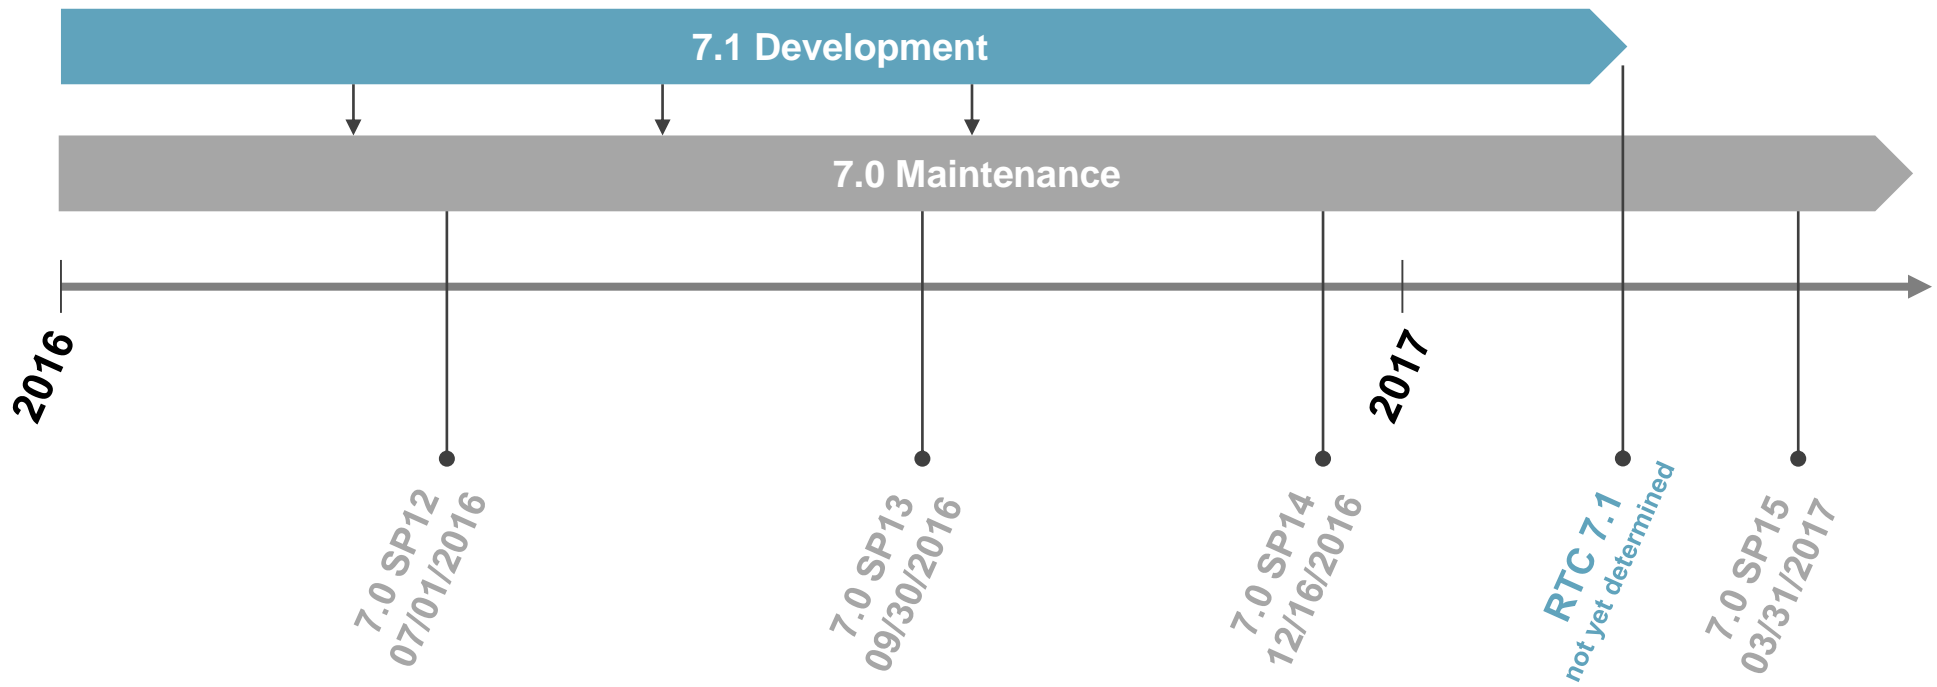 7.1 Development
7.0 Maintenance
2016
2017
7.0 SP12
07/01/2016
7.0 SP13
09/30/2016
7.0 SP14
12/16/2016
RTC 7.1
not yet determined
7.0 SP15
03/31/2017